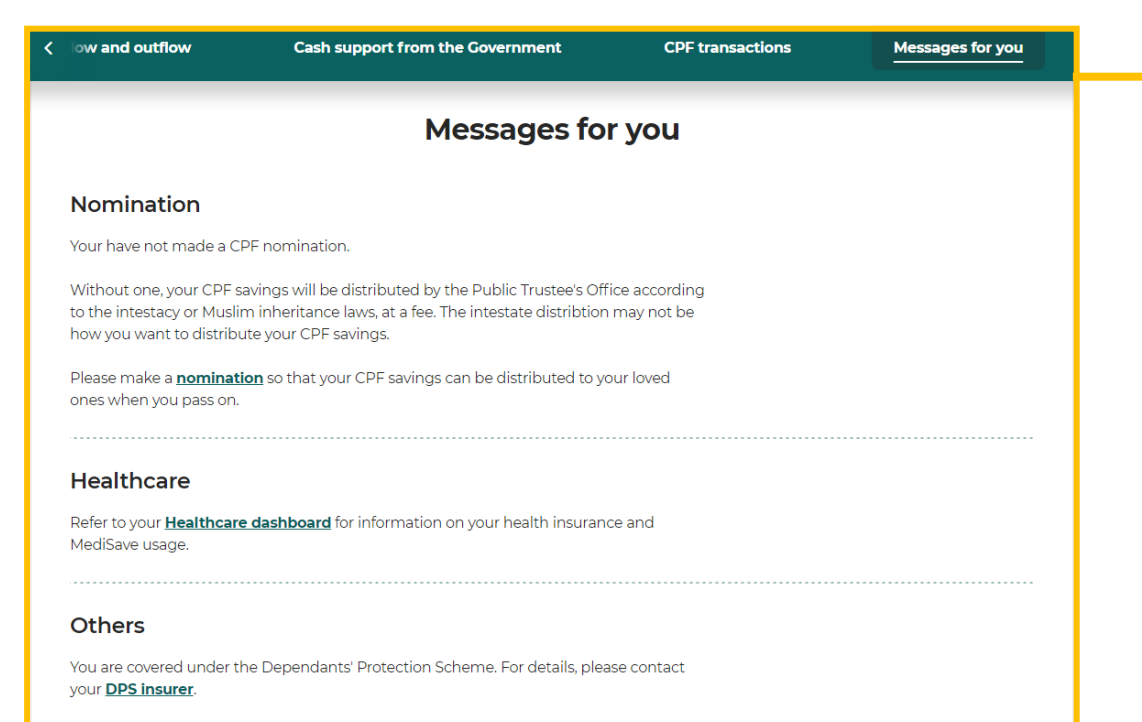 low and outflow Cash support from the Government CPF transactions Messages for you
Messages for you
Nomination
Your have not made a CPF nomination.
Without one, your CPF savings will be distributed by the Public Trustee's Office according
to the intestacy or Muslim inheritance laws, at a fee. The intestate distribtion may not be
how you want to distribute your CPF savings.
Please make a nomination so that your CPF savings can be distributed to your loved
ones when you pass on.
Healthcare
Refer to your Healthcare dashboard for information on your health insurance and
MediSave usage.
Others
You are covered under the Dependants' Protection Scheme. For details, please contact
your DPS insurer.